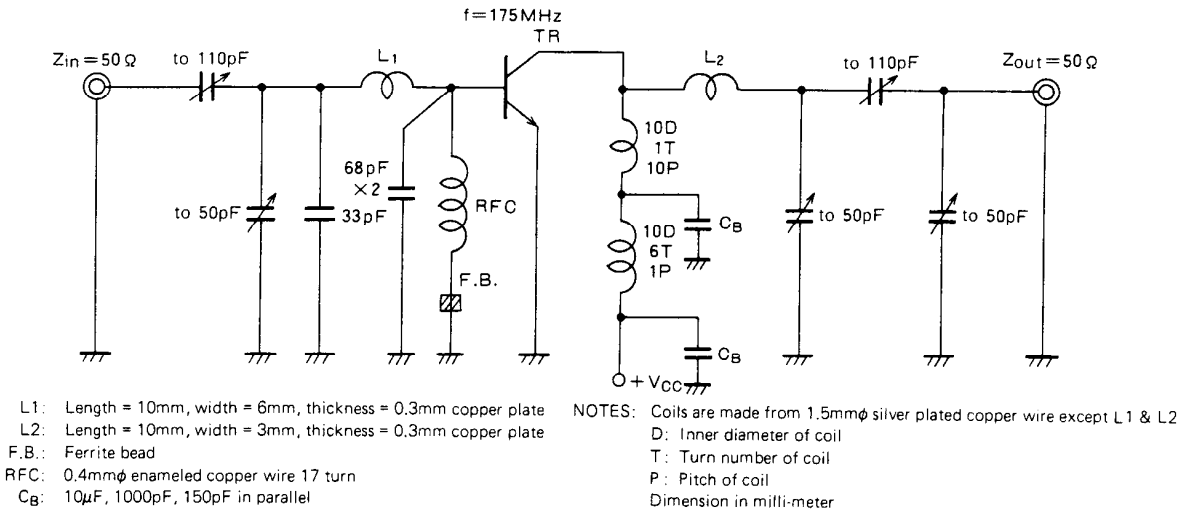 f=175MHz
TR
Zin=50Ω
to 110pF
L1
L2
to 110pF
Zout=50Ω
10D
1T
10P
68pF
×2
33pF
to 50pF
RFC
CB
to 50pF
to 50pF
10D
6T
1P
F.B.
CB
+VCC
L1: Length = 10mm, width = 6mm, thickness = 0.3mm copper plate
L2: Length = 10mm, width = 3mm, thickness = 0.3mm copper plate
F.B.: Ferrite bead
RFC: 0.4mmϕ enameled copper wire 17 turn
CB: 10μF, 1000pF, 150pF in parallel
NOTES: Coils are made from 1.5mmϕ silver plated copper wire except L1 & L2
D: Inner diameter of coil
T: Turn number of coil
P: Pitch of coil
Dimension in milli-meter